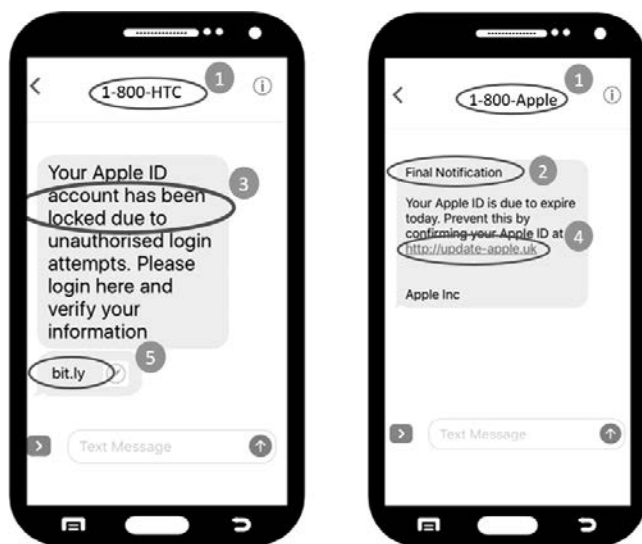 1-800-HTC
1
Your Apple ID
account has been
locked due to
unauthorised login
attempts. Please
login here and
verify your
information
3
bit.ly
5
Text Message
1-800-Apple
1
Final Notification
2
Your Apple ID is due to expire
today. Prevent this by
confirming your Apple ID at
4
http://update-apple.uk
Apple Inc
Text Message